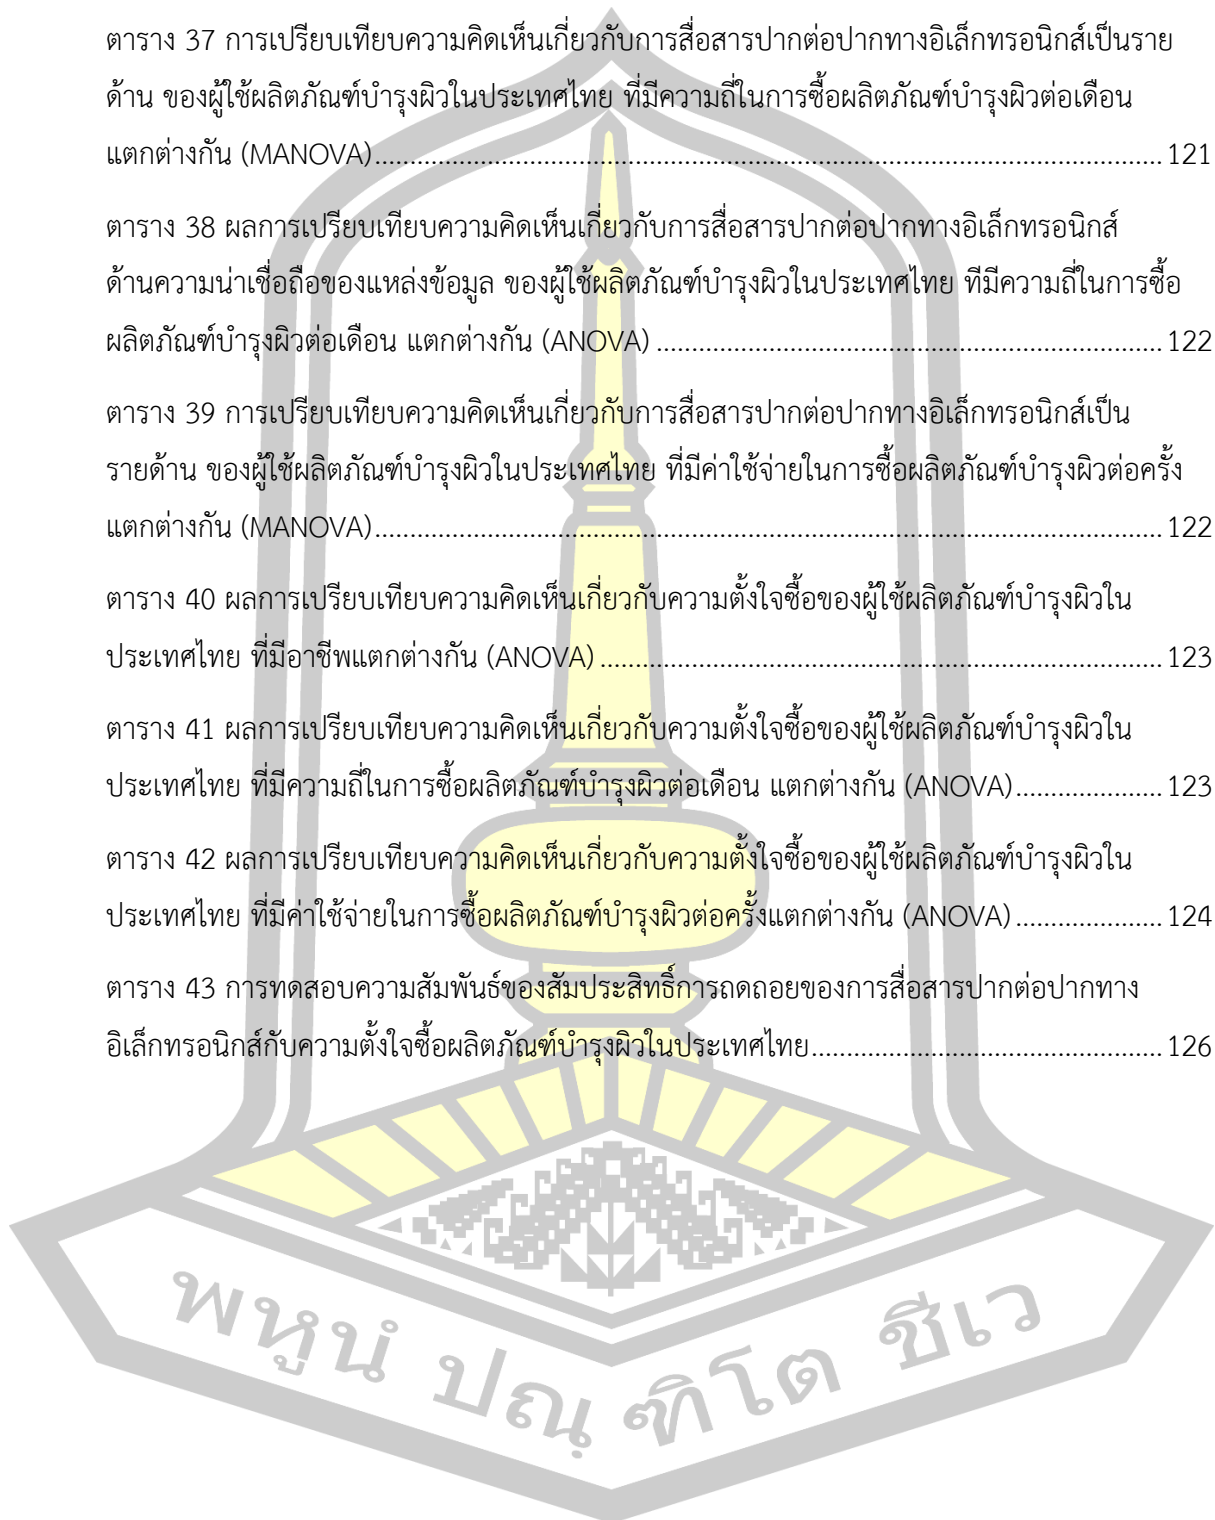 ตาราง 37 การเปรียบเทียบความคิดเห็นเกี่ยวกับการสื่อสารปากต่อปากทางอิเล็กทรอนิกส์เป็นราย
ด้าน ของผู้ใช้ผลิตภัณฑ์บำรุงผิวในประเทศไทย ที่มีความถี่ในการซื้อผลิตภัณฑ์บำรุงผิวต่อเดือน
แตกต่างกัน (MANOVA)................................................................................................................ 121
ตาราง 38 ผลการเปรียบเทียบความคิดเห็นเกี่ยวกับการสื่อสารปากต่อปากทางอิเล็กทรอนิกส์
ด้านความน่าเชื่อถือของแหล่งข้อมูล ของผู้ใช้ผลิตภัณฑ์บำรุงผิวในประเทศไทย ทีมีความถี่ในการซื้อ
ผลิตภัณฑ์บำรุงผิวต่อเดือน แตกต่างกัน (ANOVA) ........................................................................ 122
ตาราง 39 การเปรียบเทียบความคิดเห็นเกี่ยวกับการสื่อสารปากต่อปากทางอิเล็กทรอนิกส์เป็น
รายด้าน ของผู้ใช้ผลิตภัณฑ์บำรุงผิวในประเทศไทย ที่มีค่าใช้จ่ายในการซื้อผลิตภัณฑ์บำรุงผิวต่อครั้ง
แตกต่างกัน (MANOVA)................................................................................................................ 122
ตาราง 40 ผลการเปรียบเทียบความคิดเห็นเกี่ยวกับความตั้งใจซื้อของผู้ใช้ผลิตภัณฑ์บำรุงผิวใน
ประเทศไทย ที่มีอาชีพแตกต่างกัน (ANOVA) ................................................................................ 123
ตาราง 41 ผลการเปรียบเทียบความคิดเห็นเกี่ยวกับความตั้งใจซื้อของผู้ใช้ผลิตภัณฑ์บำรุงผิวใน
ประเทศไทย ที่มีความถี่ในการซื้อผลิตภัณฑ์บำรุงผิวต่อเดือน แตกต่างกัน (ANOVA)..................... 123
ตาราง 42 ผลการเปรียบเทียบความคิดเห็นเกี่ยวกับความตั้งใจซื้อของผู้ใช้ผลิตภัณฑ์บำรุงผิวใน
ประเทศไทย ที่มีค่าใช้จ่ายในการซื้อผลิตภัณฑ์บำรุงผิวต่อครั้งแตกต่างกัน (ANOVA) ..................... 124
ตาราง 43 การทดสอบความสัมพันธ์ของสัมประสิทธิ์การถดถอยของการสื่อสารปากต่อปากทาง
อิเล็กทรอนิกส์กับความตั้งใจซื้อผลิตภัณฑ์บำรุงผิวในประเทศไทย.................................................. 126
พหูนํ ปณฺ ฑิโต ชีเว